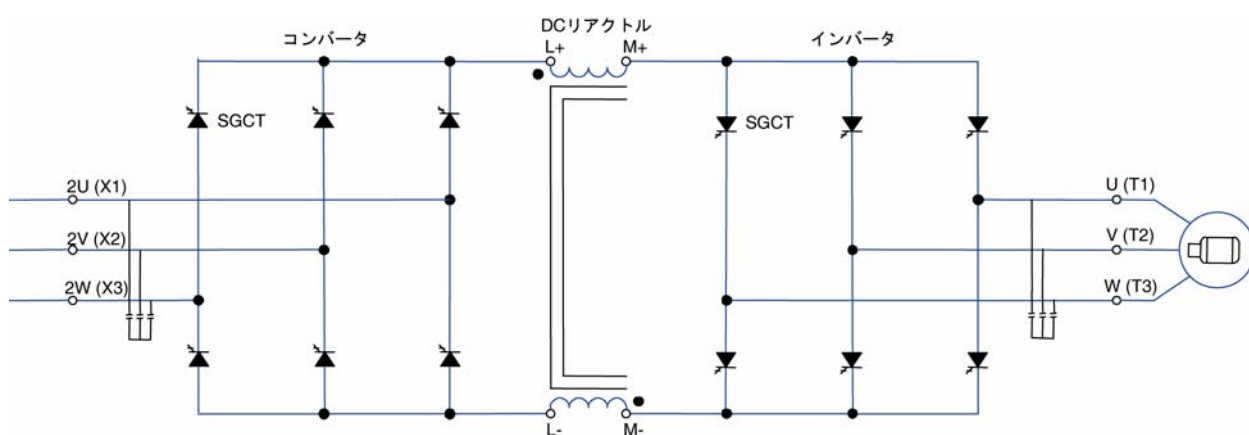 DCリアクトル
コンバータ
L+
M+
インバータ
SGCT
SGCT
2U (X1)
U (T1)
2V (X2)
V (T2)
2W (X3)
W (T3)
L-
M-